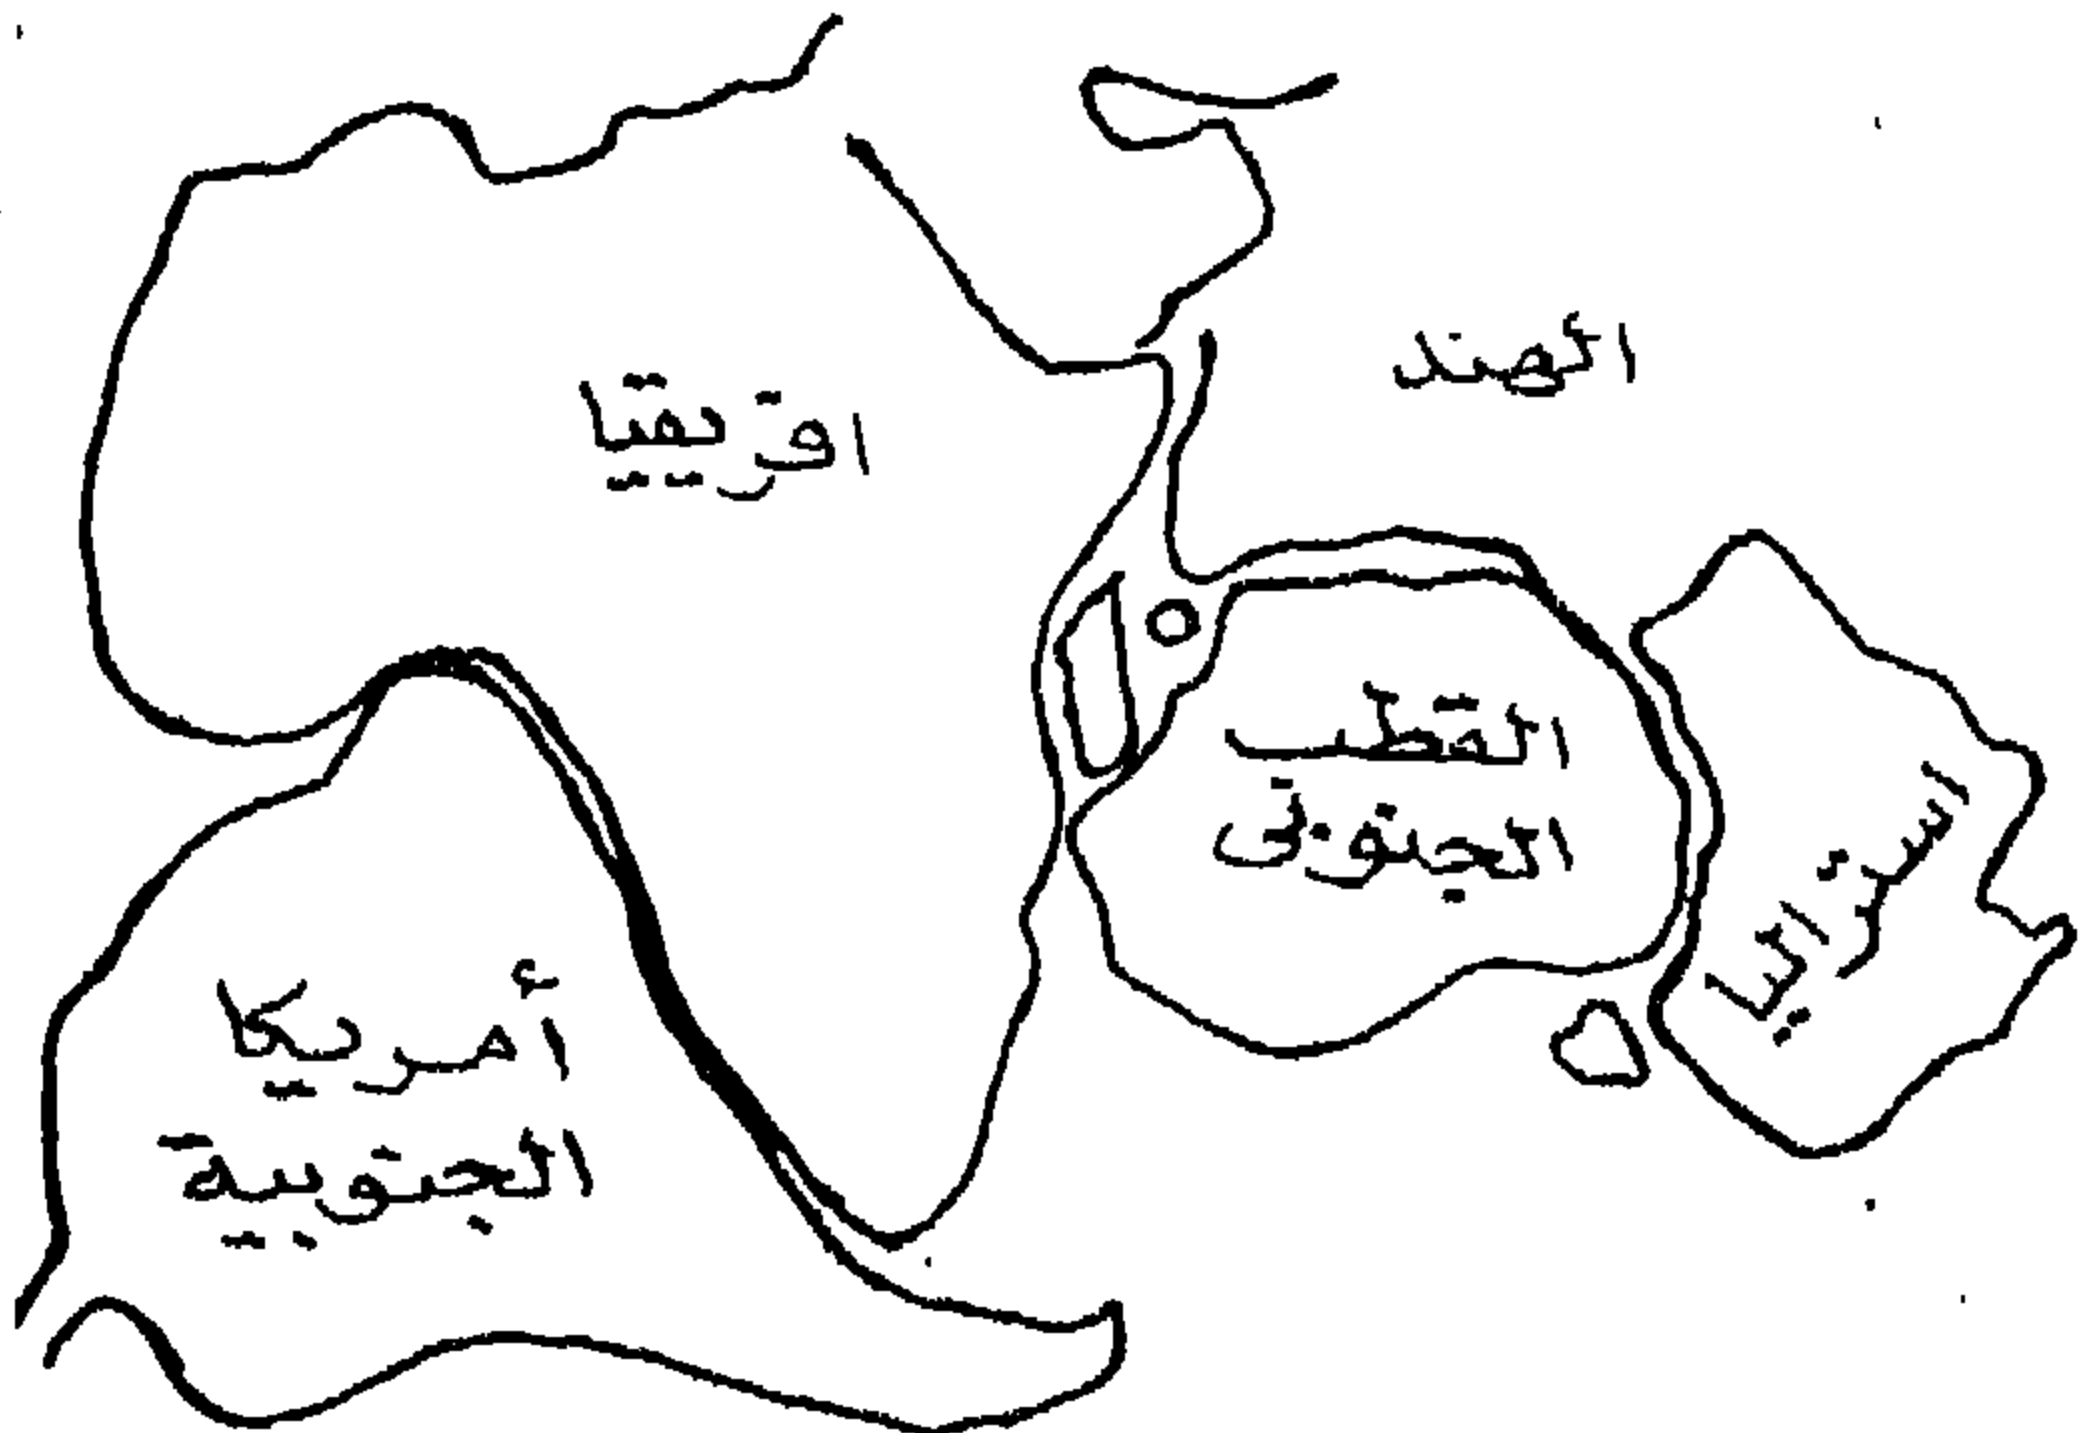 الهند
افريقيا
القطب
الجنوبى
استراليا
أمريكا
الجنوبية